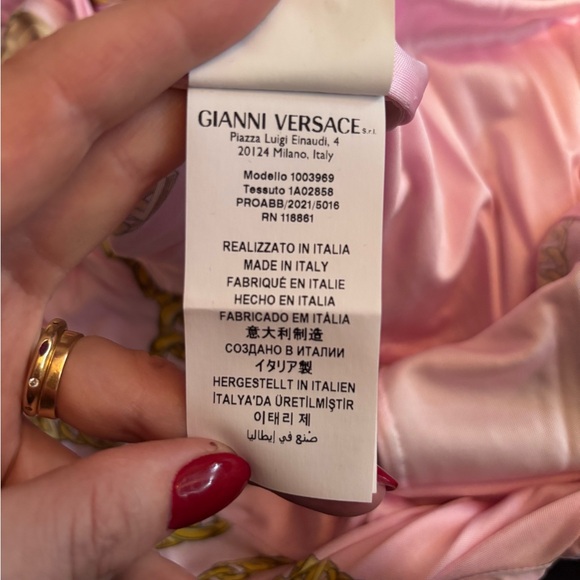 GIANNI VERSACE S.r.l.
Piazza Luigi Einaudi, 4
20124 Milano, Italy
Modello 1003969
Tessuto 1A02858
PROABB/2021/5016
RN 118861
REALIZZATO IN ITALIA
MADE IN ITALY
FABRIQUÉ EN ITALIE
HECHO EN ITALIA
FABRICADO EM ITÁLIA
意大利制造
СОЗДАНО В ИТАЛИИ
イタリア製
HERGESTELLT IN ITALIEN
İTALYA'DA ÜRETİLMİŞTİR
이태리 제
صنع في إيطاليا